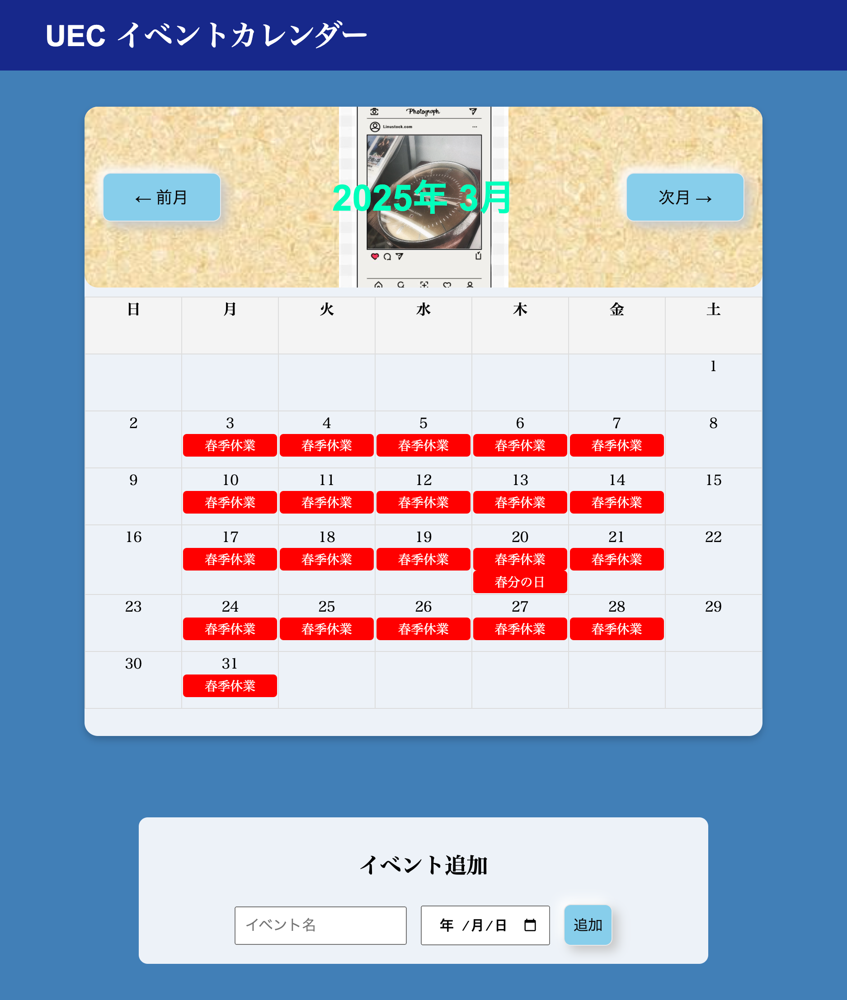 UEC イベントカレンダー
Photograph
Linustock.com
← 前月
2025年 3月
次月 →
日 月 火 水 木 金 土
1
2 3 4 5 6 7 8
春季休業 春季休業 春季休業 春季休業 春季休業
9 10 11 12 13 14 15
春季休業 春季休業 春季休業 春季休業 春季休業
16 17 18 19 20 21 22
春季休業 春季休業 春季休業 春季休業 春季休業
春分の日
23 24 25 26 27 28 29
春季休業 春季休業 春季休業 春季休業 春季休業
30 31
春季休業
イベント追加
イベント名 年 /月/日 追加